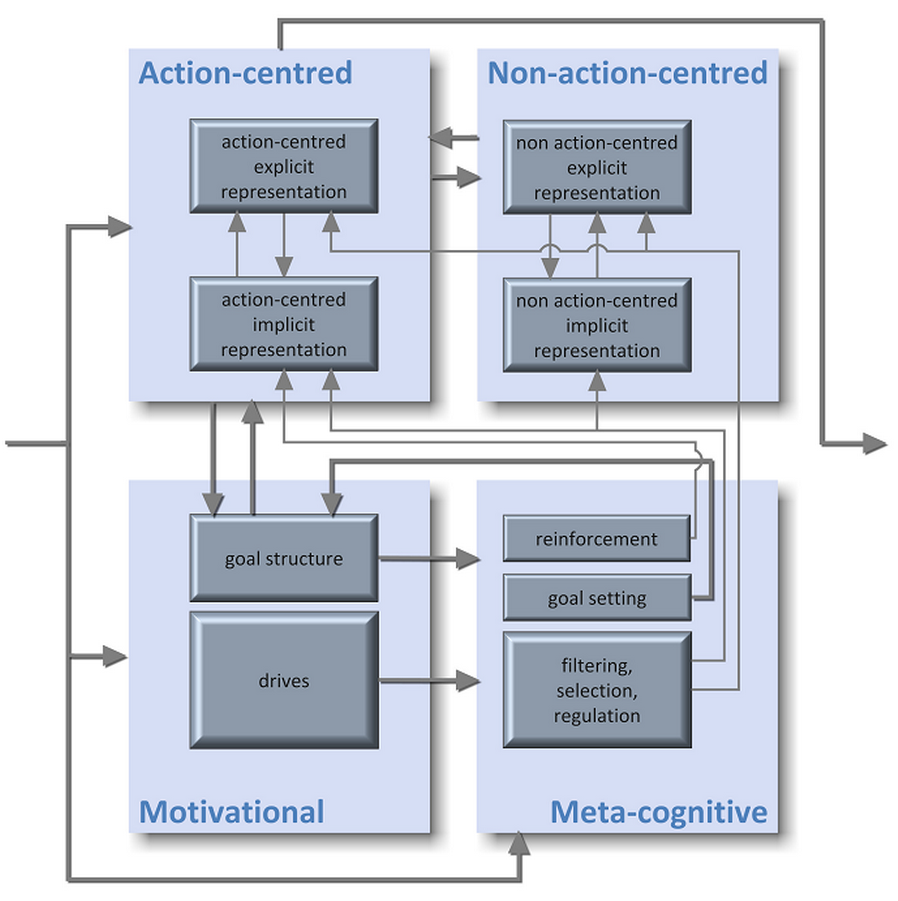 Action-centred
action-centred
explicit
representation
action-centred
implicit
representation
Non-action-centred
non action-centred
explicit
representation
non action-centred
implicit
representation
goal structure
drives
Motivational
reinforcement
goal setting
filtering,
selection,
regulation
Meta-cognitive